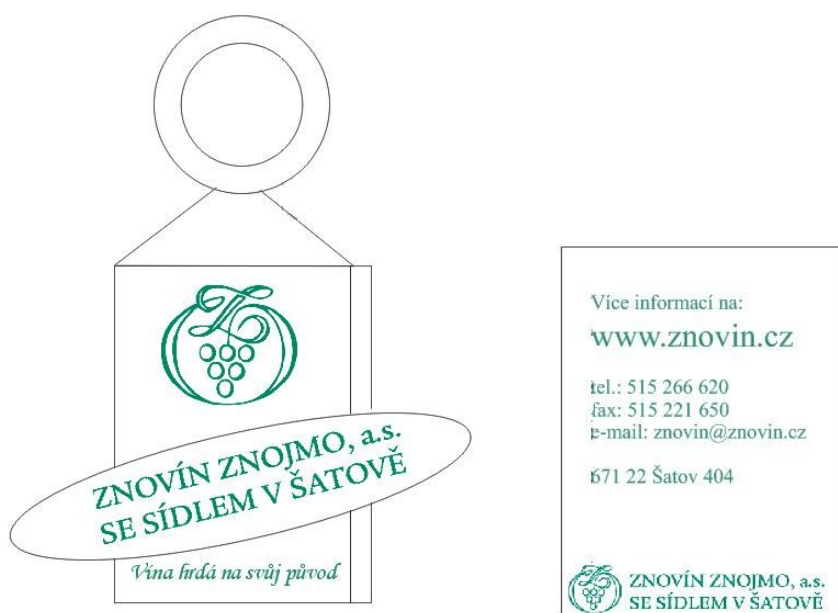 ZNOVÍN ZNOJMO, a.s.
SE SÍDLEM V ŠATOVĚ
Vína hrdá na svůj původ
Více informací na:
www.znovin.cz
tel.: 515 266 620
fax: 515 221 650
e-mail: znovin@znovin.cz
671 22 Šatov 404
ZNOVÍN ZNOJMO, a.s.
SE SÍDLEM V ŠATOVĚ